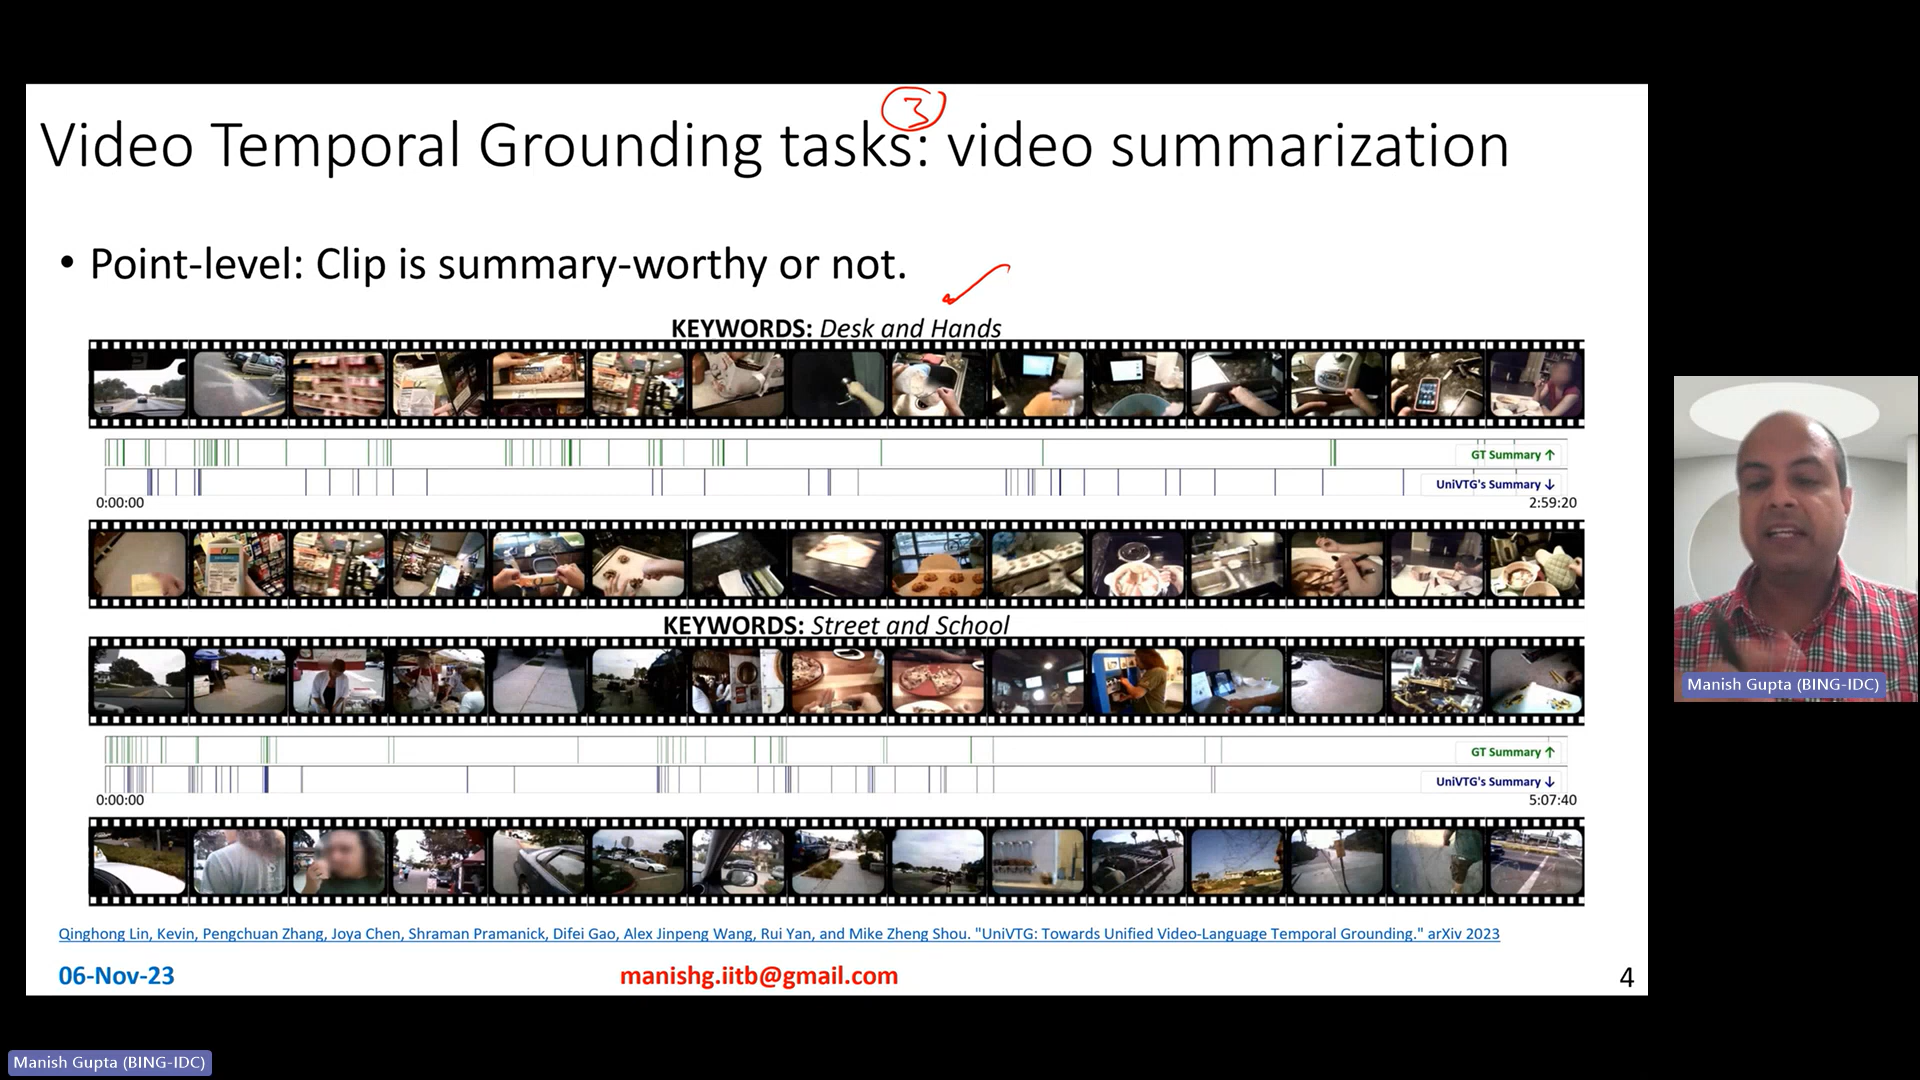 3
Video Temporal Grounding tasks: video summarization
• Point-level: Clip is summary-worthy or not.
KEYWORDS: Desk and Hands
GT Summary ↑
UniVTG's Summary ↓
0:00:00
2:59:20
KEYWORDS: Street and School
GT Summary ↑
UniVTG's Summary ↓
0:00:00
5:07:40
Qinghong Lin, Kevin, Pengchuan Zhang, Joya Chen, Shraman Pramanick, Difei Gao, Alex Jinpeng Wang, Rui Yan, and Mike Zheng Shou. "UniVTG: Towards Unified Video-Language Temporal Grounding." arXiv 2023
06-Nov-23
manishg.iitb@gmail.com
4
Manish Gupta (BING-IDC)
Manish Gupta (BING-IDC)